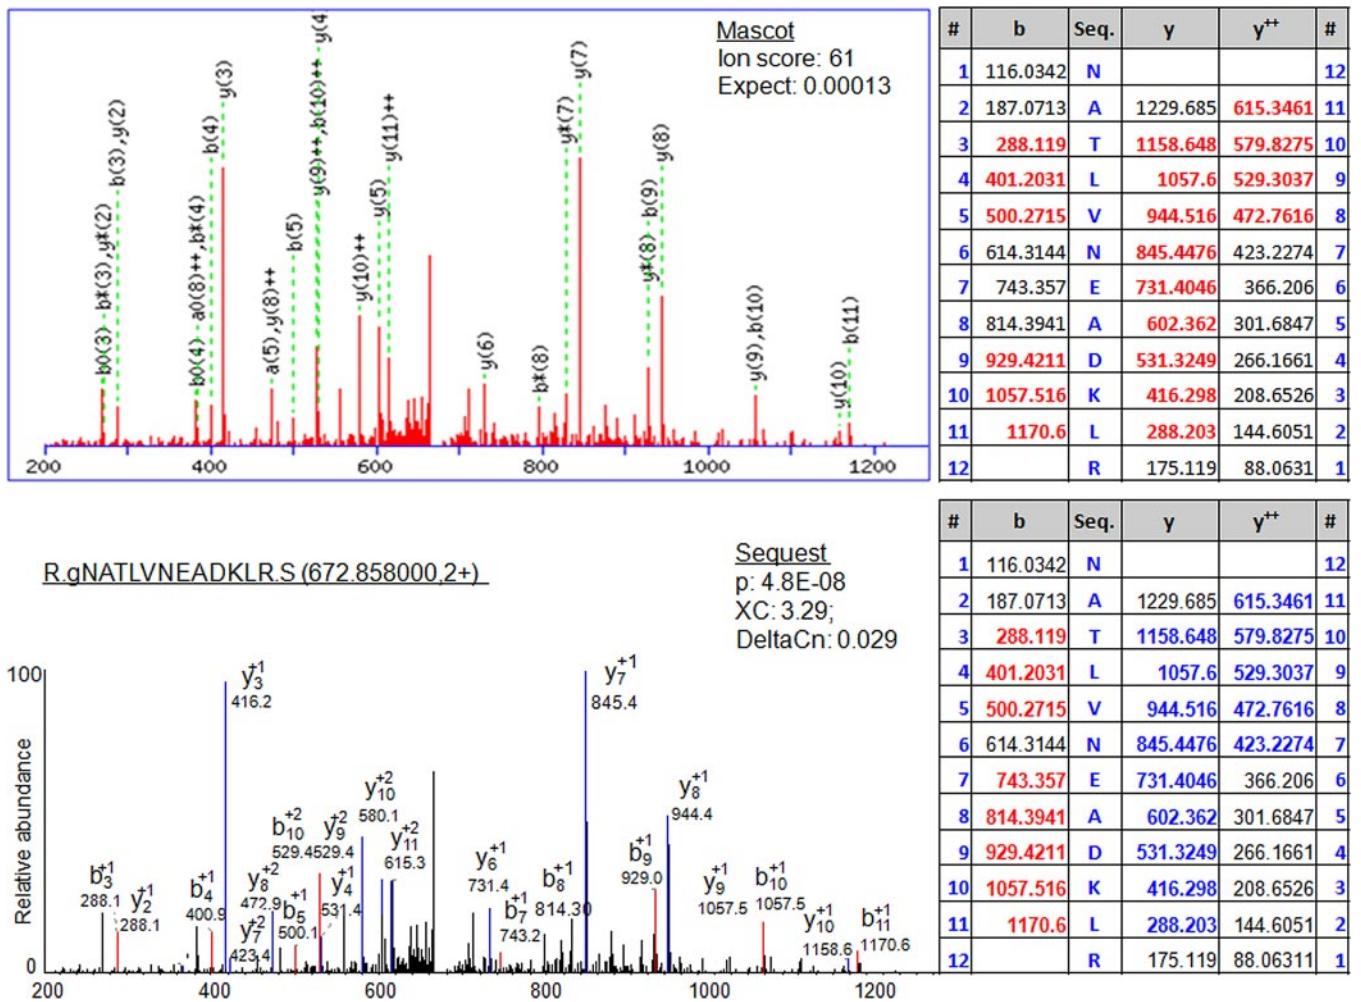 Mascot
Ion score: 61
Expect: 0.00013
b0(3)
b*(3),y*(2)
b(3),y(2)
b0(4)
a0(8)++,b*(4)
b(4)
y(3)
a(5),y(8)++
b(5)
y(9)++,b(10)++
y(4)
y(10)++
y(5)
y(11)++
y(6)
b*(8)
y*(7)
y(7)
y*(8)
b(9)
y(8)
y(9),b(10)
y(10)
b(11)
200 400 600 800 1000 1200
# b Seq. y y++ #
1 116.0342 N 12
2 187.0713 A 1229.685 615.3461 11
3 288.119 T 1158.648 579.8275 10
4 401.2031 L 1057.6 529.3037 9
5 500.2715 V 944.516 472.7616 8
6 614.3144 N 845.4476 423.2274 7
7 743.357 E 731.4046 366.206 6
8 814.3941 A 602.362 301.6847 5
9 929.4211 D 531.3249 266.1661 4
10 1057.516 K 416.298 208.6526 3
11 1170.6 L 288.203 144.6051 2
12 R 175.119 88.0631 1
R.gNATLVNEADKLR.S (672.858000,2+)
Sequest
p: 4.8E-08
XC: 3.29;
DeltaCn: 0.029
Relative abundance
100
0
b3+1
288.1
y2+1
288.1
b4+1
400.9
y3+1
416.2
y7+2
423.4
y8+2
472.9
b5+1
500.1
b10+2
529.4
y9+2
529.4
y4+1
531.4
y10+2
580.1
y11+2
615.3
y6+1
731.4
b7+1
743.2
b8+1
814.30
y7+1
845.4
b9+1
929.0
y8+1
944.4
y9+1
1057.5
b10+1
1057.5
y10+1
1158.6
b11+1
1170.6
200 400 600 800 1000 1200
# b Seq. y y++ #
1 116.0342 N 12
2 187.0713 A 1229.685 615.3461 11
3 288.119 T 1158.648 579.8275 10
4 401.2031 L 1057.6 529.3037 9
5 500.2715 V 944.516 472.7616 8
6 614.3144 N 845.4476 423.2274 7
7 743.357 E 731.4046 366.206 6
8 814.3941 A 602.362 301.6847 5
9 929.4211 D 531.3249 266.1661 4
10 1057.516 K 416.298 208.6526 3
11 1170.6 L 288.203 144.6051 2
12 R 175.119 88.06311 1